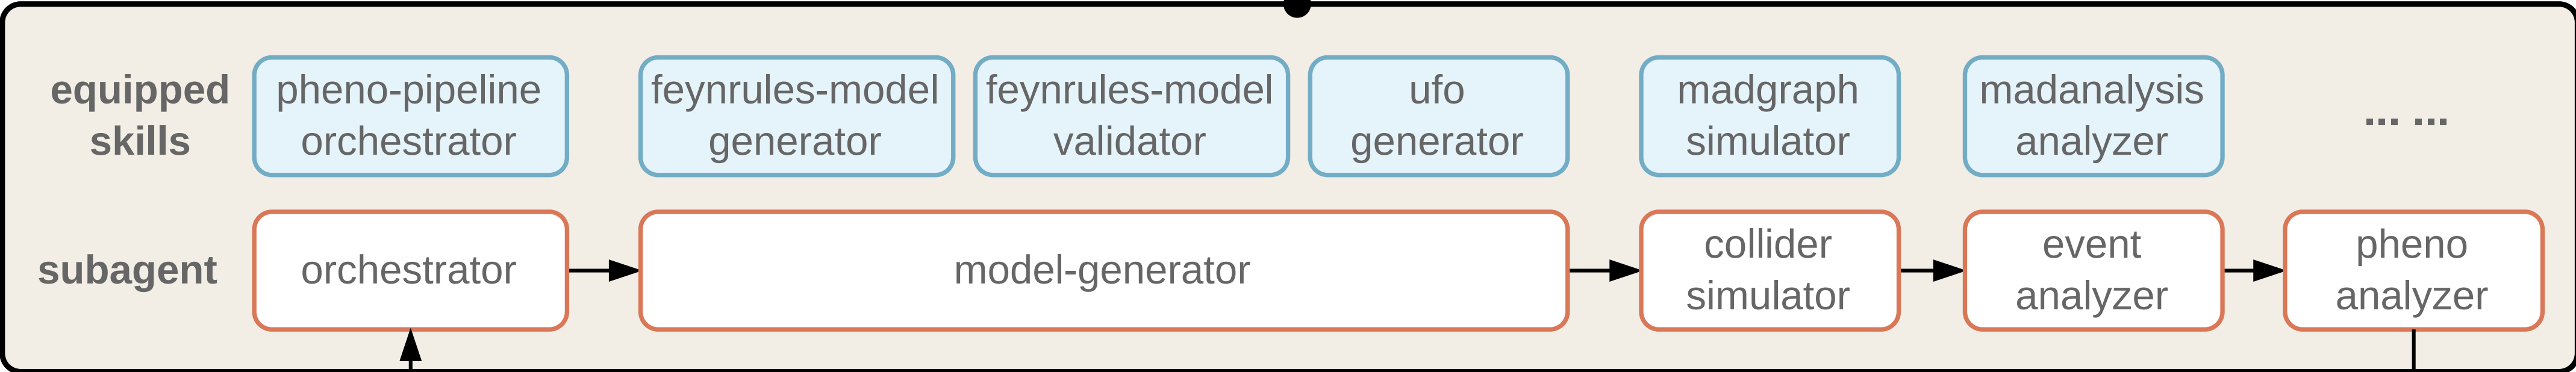 equipped
skills
pheno-pipeline
orchestrator
feynrules-model
generator
feynrules-model
validator
ufo
generator
madgraph
simulator
madanalysis
analyzer
... ...
subagent
orchestrator
model-generator
collider
simulator
event
analyzer
pheno
analyzer